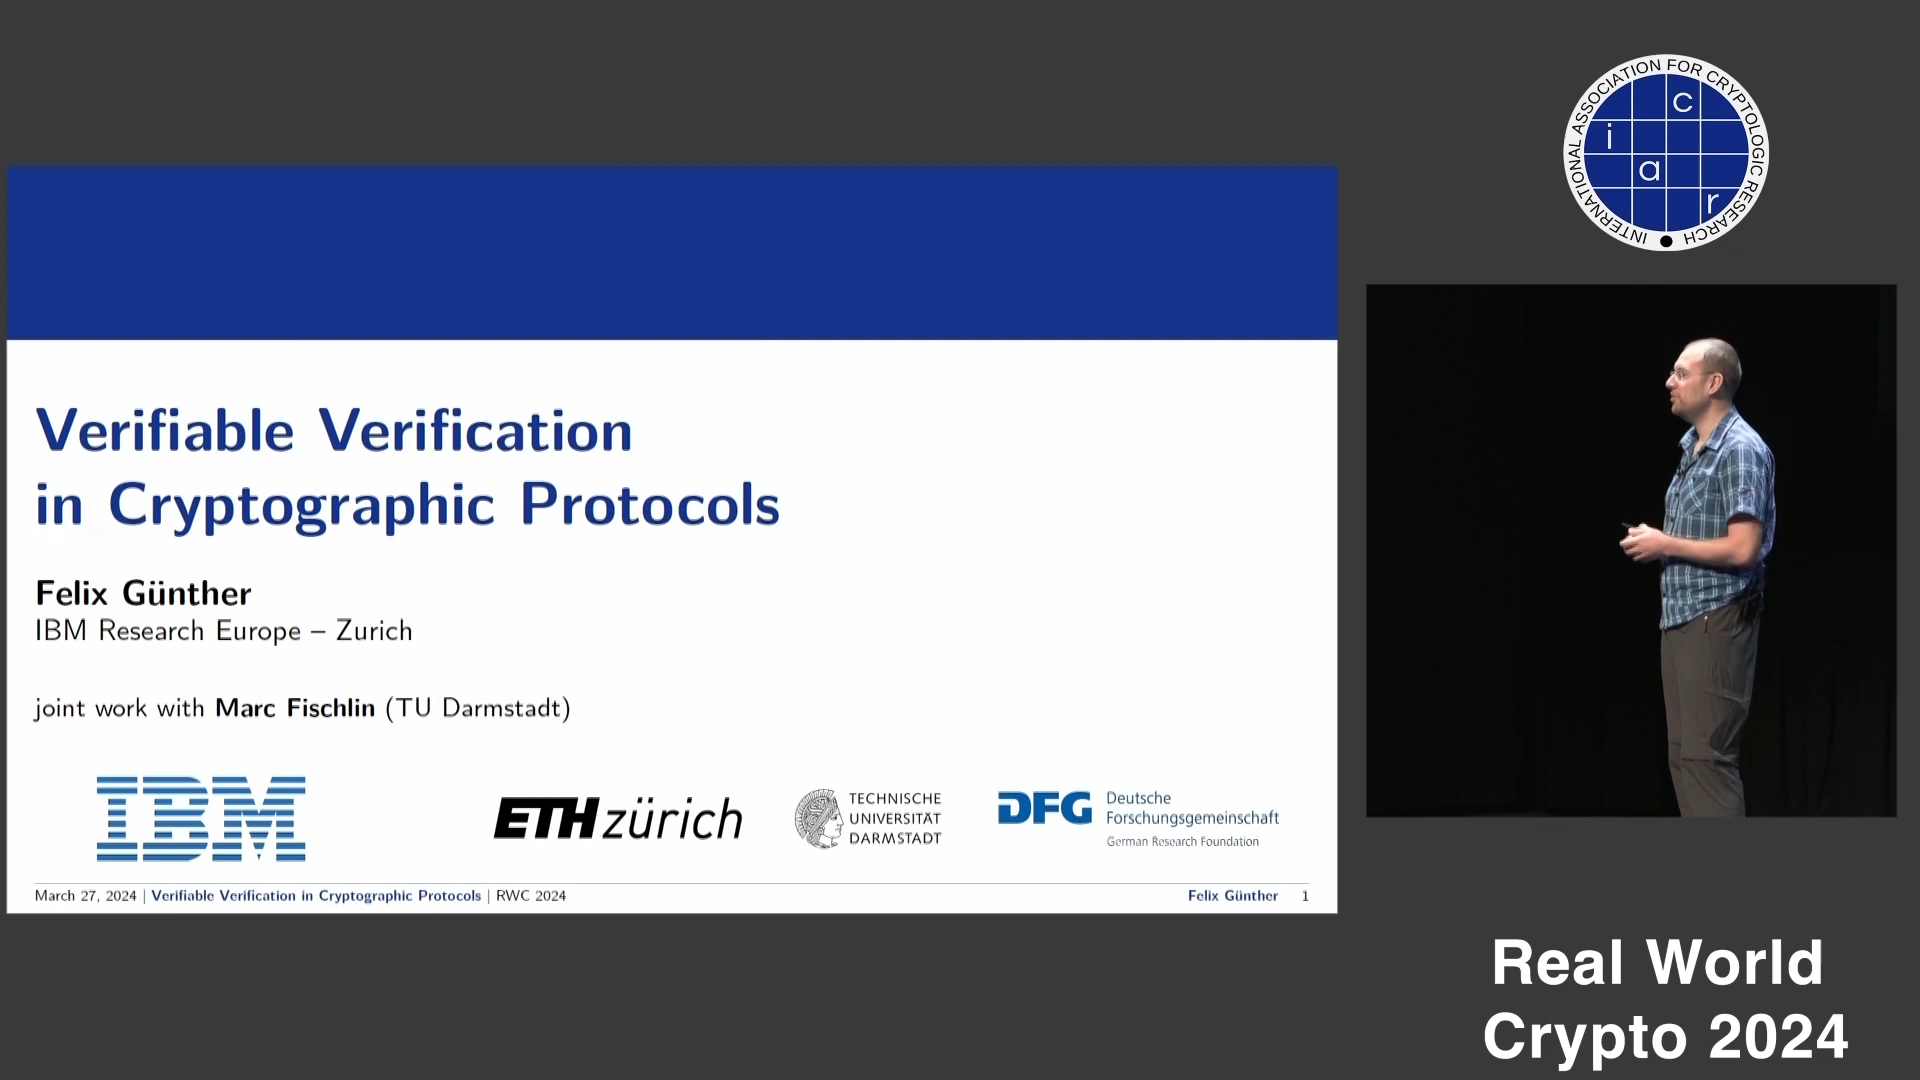 Verifiable Verification
in Cryptographic Protocols
Felix Günther
IBM Research Europe – Zurich
joint work with Marc Fischlin (TU Darmstadt)
IBM
ETH zürich
TECHNISCHE
UNIVERSITÄT
DARMSTADT
DFG
Deutsche
Forschungsgemeinschaft
German Research Foundation
March 27, 2024 | Verifiable Verification in Cryptographic Protocols | RWC 2024
Felix Günther 1
INTERNATIONAL ASSOCIATION FOR CRYPTOLOGIC RESEARCH
i a c r
Real World
Crypto 2024